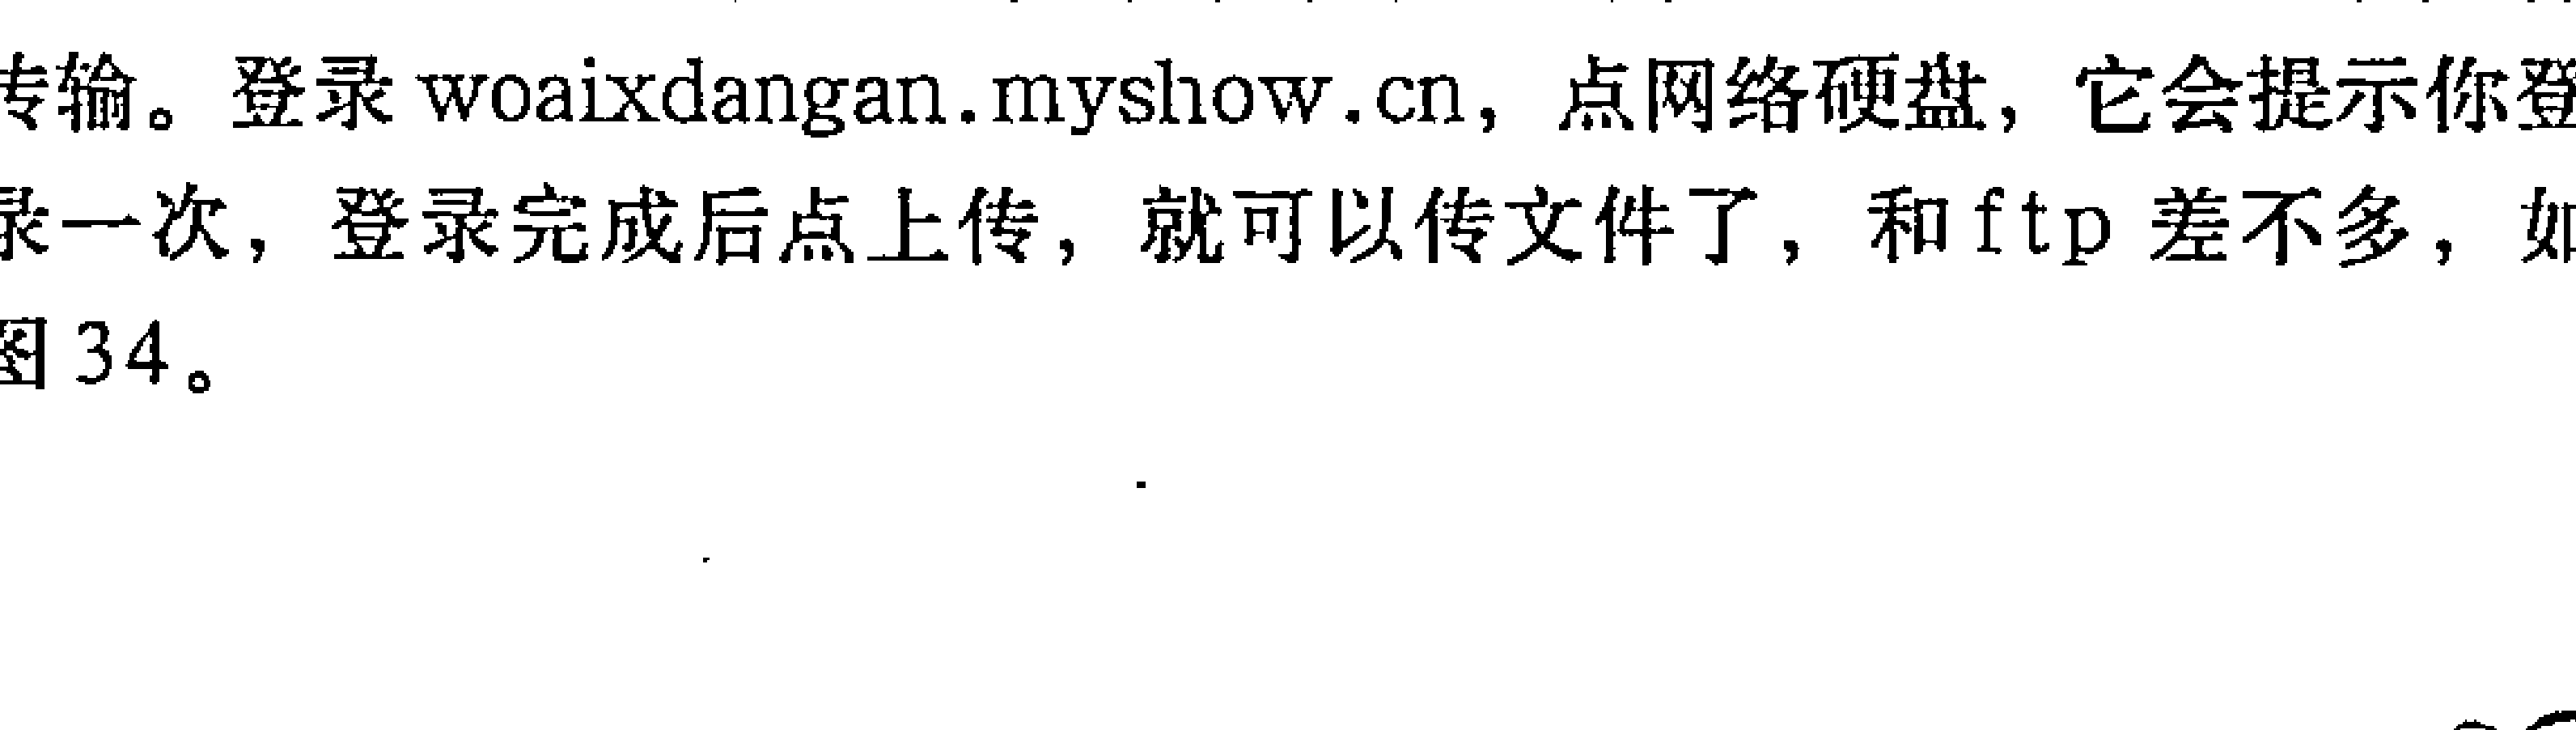 传输。登录 woaixdangan.myshow.cn，点网络硬盘，它会提示你登
录一次，登录完成后点上传，就可以传文件了，和 ftp 差不多，如
图 34。